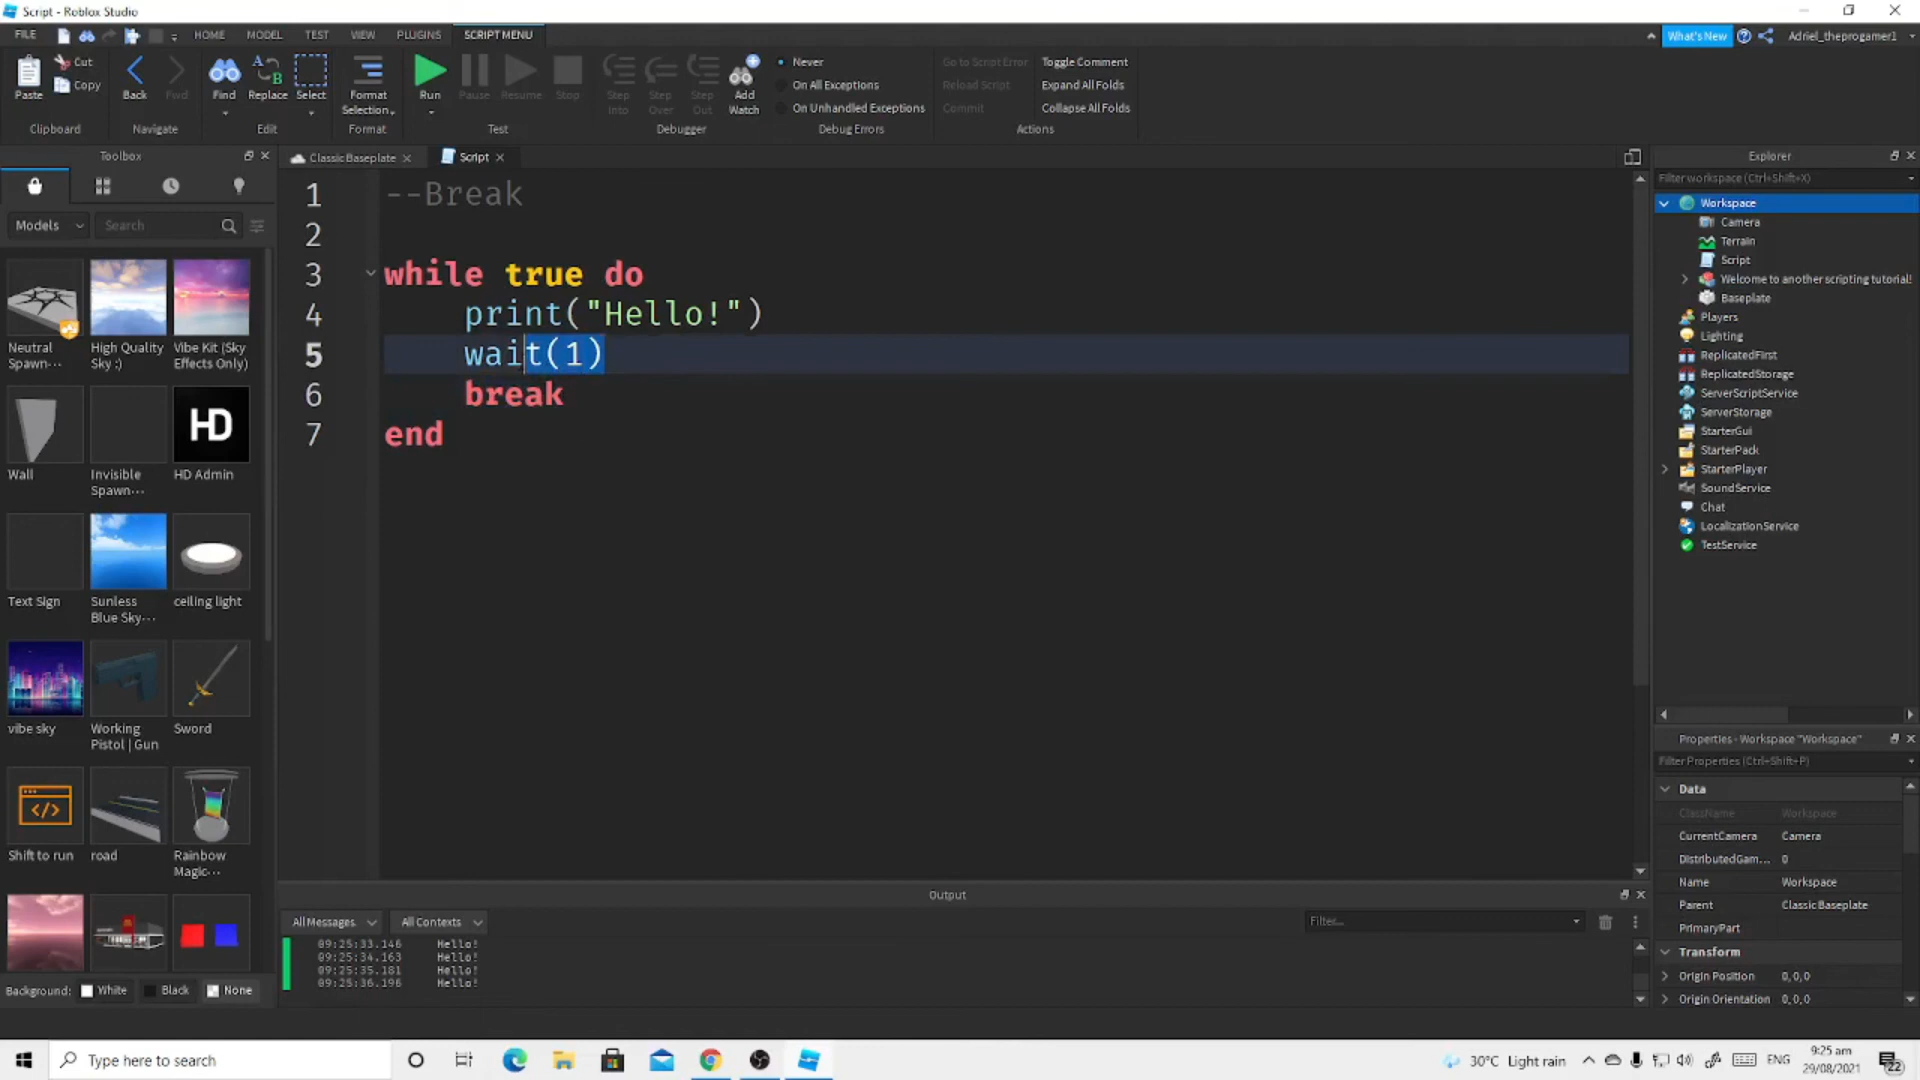 Script - Roblox Studio
FILE HOME MODEL TEST VIEW PLUGINS SCRIPT MENU What's New Adriel_theprogamer1
Paste Cut Copy Back Fwd Find Replace Select Format Selection Run Pause Resume Stop Step Into Step Over Step Out Add Watch
Never
On All Exceptions
On Unhandled Exceptions
Go to Script Error
Reload Script
Commit
Toggle Comment
Expand All Folds
Collapse All Folds
Clipboard Navigate Edit Format Test Debugger Debug Errors Actions
Toolbox
Models Search
Neutral Spawn... High Quality Sky :) Vibe Kit (Sky Effects Only)
HD
Wall Invisible Spawn... HD Admin
Text Sign Sunless Blue Sky... ceiling light
vibe sky Working Pistol | Gun Sword
Shift to run road Rainbow Magic...
Background: White Black None
Classic Baseplate Script
1 --Break
2
3 while true do
4 print("Hello!")
5 wait(1)
6 break
7 end
Output
All Messages All Contexts Filter...
09:25:33.146 Hello!
09:25:34.163 Hello!
09:25:35.181 Hello!
09:25:36.196 Hello!
Explorer
Filter workspace (Ctrl+Shift+X)
Workspace
Camera
Terrain
Script
Welcome to another scripting tutorial!
Baseplate
Players
Lighting
ReplicatedFirst
ReplicatedStorage
ServerScriptService
ServerStorage
StarterGui
StarterPack
StarterPlayer
SoundService
Chat
LocalizationService
TestService
Properties - Workspace "Workspace"
Filter Properties (Ctrl+Shift+P)
Data
ClassName Workspace
CurrentCamera Camera
DistributedGam... 0
Name Workspace
Parent Classic Baseplate
PrimaryPart
Transform
Origin Position 0, 0, 0
Origin Orientation 0, 0, 0
Type here to search
30°C Light rain ENG 9:25 am
29/08/2021 22